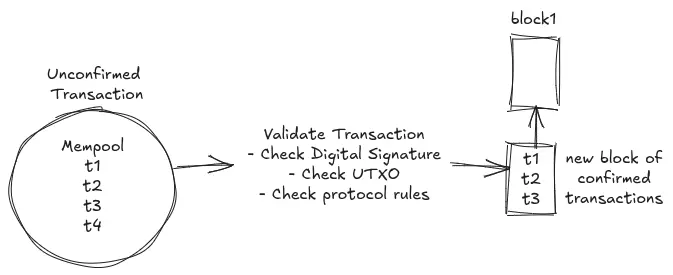 Unconfirmed
Transaction
Mempool
t1
t2
t3
t4
Validate Transaction
- Check Digital Signature
- Check UTXO
- Check protocol rules
block1
t1
t2
t3
new block of
confirmed
transactions